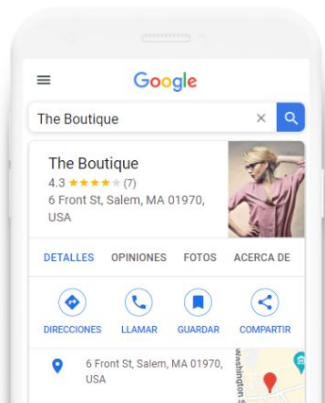 Google
The Boutique
The Boutique
4.3 ★★★★★ (7)
6 Front St, Salem, MA 01970,
USA
DETALLES OPINIONES FOTOS ACERCA DE
DIRECCIONES LLAMAR GUARDAR COMPARTIR
6 Front St, Salem, MA 01970,
USA
Washington S